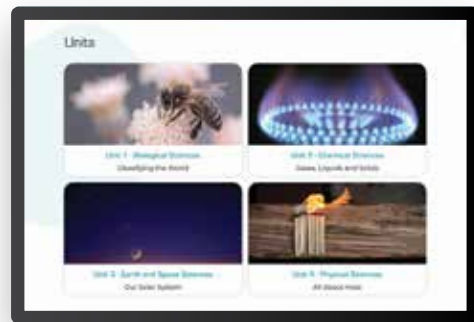 Units
Unit 1 - Biological Sciences
Classifying the World
Unit 2 - Chemical Sciences
Gases, Liquids and Solids
Unit 3 - Earth and Space Sciences
Our Solar System
Unit 4 - Physical Sciences
All About Heat